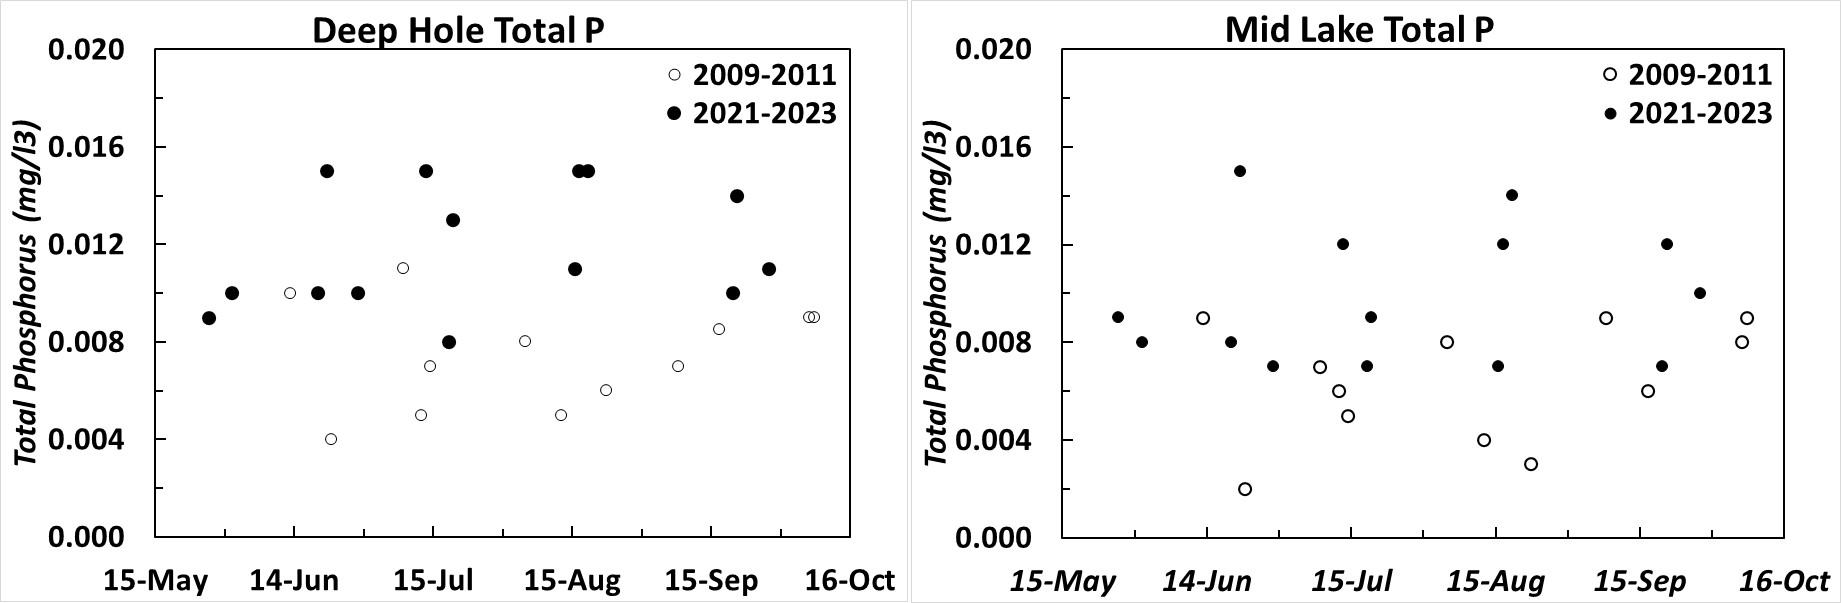 Deep Hole Total P
0.020
0.016
0.012
0.008
0.004
0.000
Total Phosphorus (mg/l3)
2009-2011
2021-2023
15-May 14-Jun 15-Jul 15-Aug 15-Sep 16-Oct
Mid Lake Total P
0.020
0.016
0.012
0.008
0.004
0.000
Total Phosphorus (mg/l3)
2009-2011
2021-2023
15-May 14-Jun 15-Jul 15-Aug 15-Sep 16-Oct